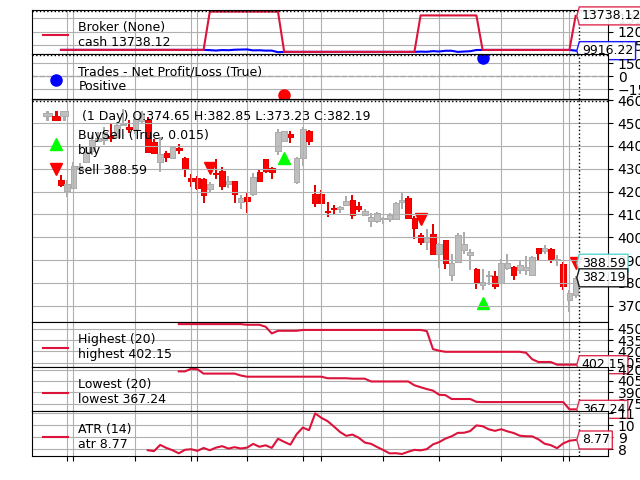 Broker (None)
cash 13738.12
13738.12
9916.22
Trades - Net Profit/Loss (True)
Positive
150
0
(1 Day) O:374.65 H:382.85 L:373.23 C:382.19
BuySell (True, 0.015)
buy
sell 388.59
460
450
440
430
420
410
400
388.59
382.19
370
Highest (20)
highest 402.15
450
435
420
402.15
Lowest (20)
lowest 367.24
405
390
367.24
ATR (14)
atr 8.77
11
10
9
8
8.77